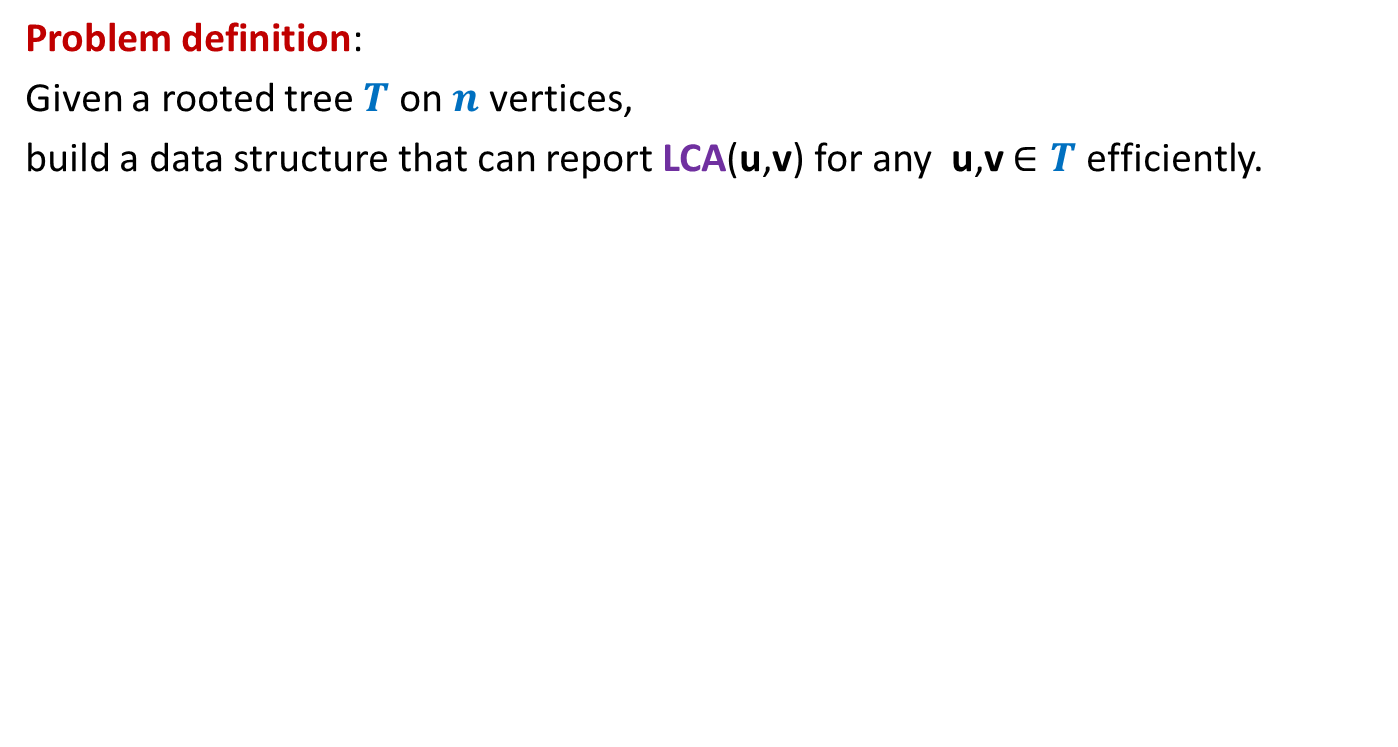 Problem definition:
Given a rooted tree T on n vertices,
build a data structure that can report LCA(u,v) for any u,v ∈ T efficiently.